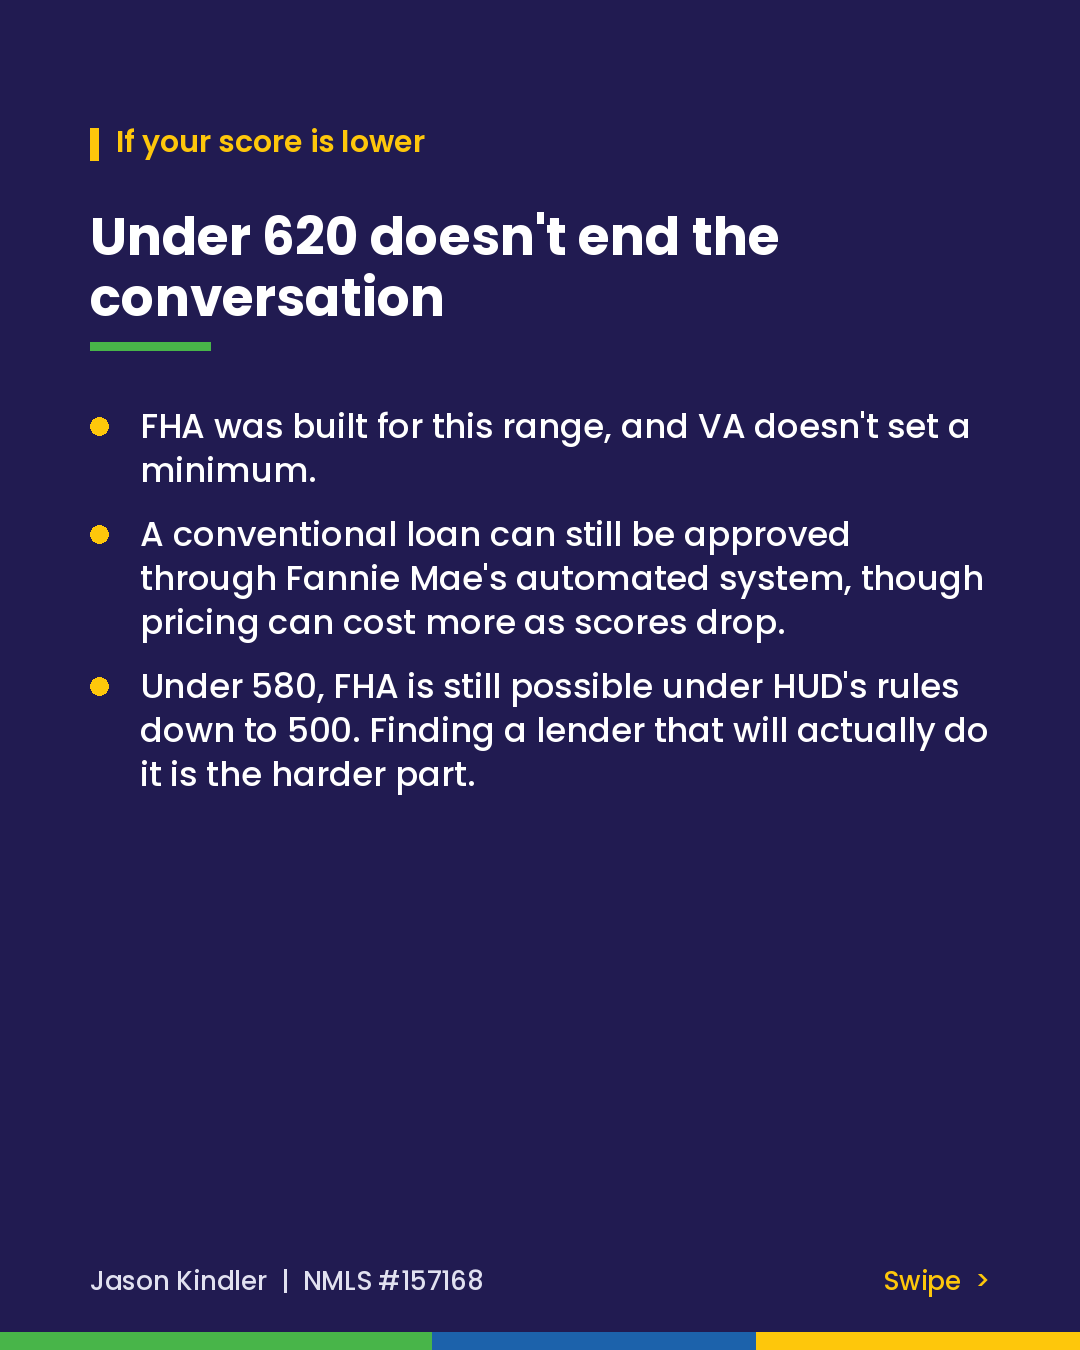 If your score is lower
Under 620 doesn't end the
conversation
FHA was built for this range, and VA doesn't set a
minimum.
A conventional loan can still be approved
through Fannie Mae's automated system, though
pricing can cost more as scores drop.
Under 580, FHA is still possible under HUD's rules
down to 500. Finding a lender that will actually do
it is the harder part.
Jason Kindler | NMLS #157168
Swipe >